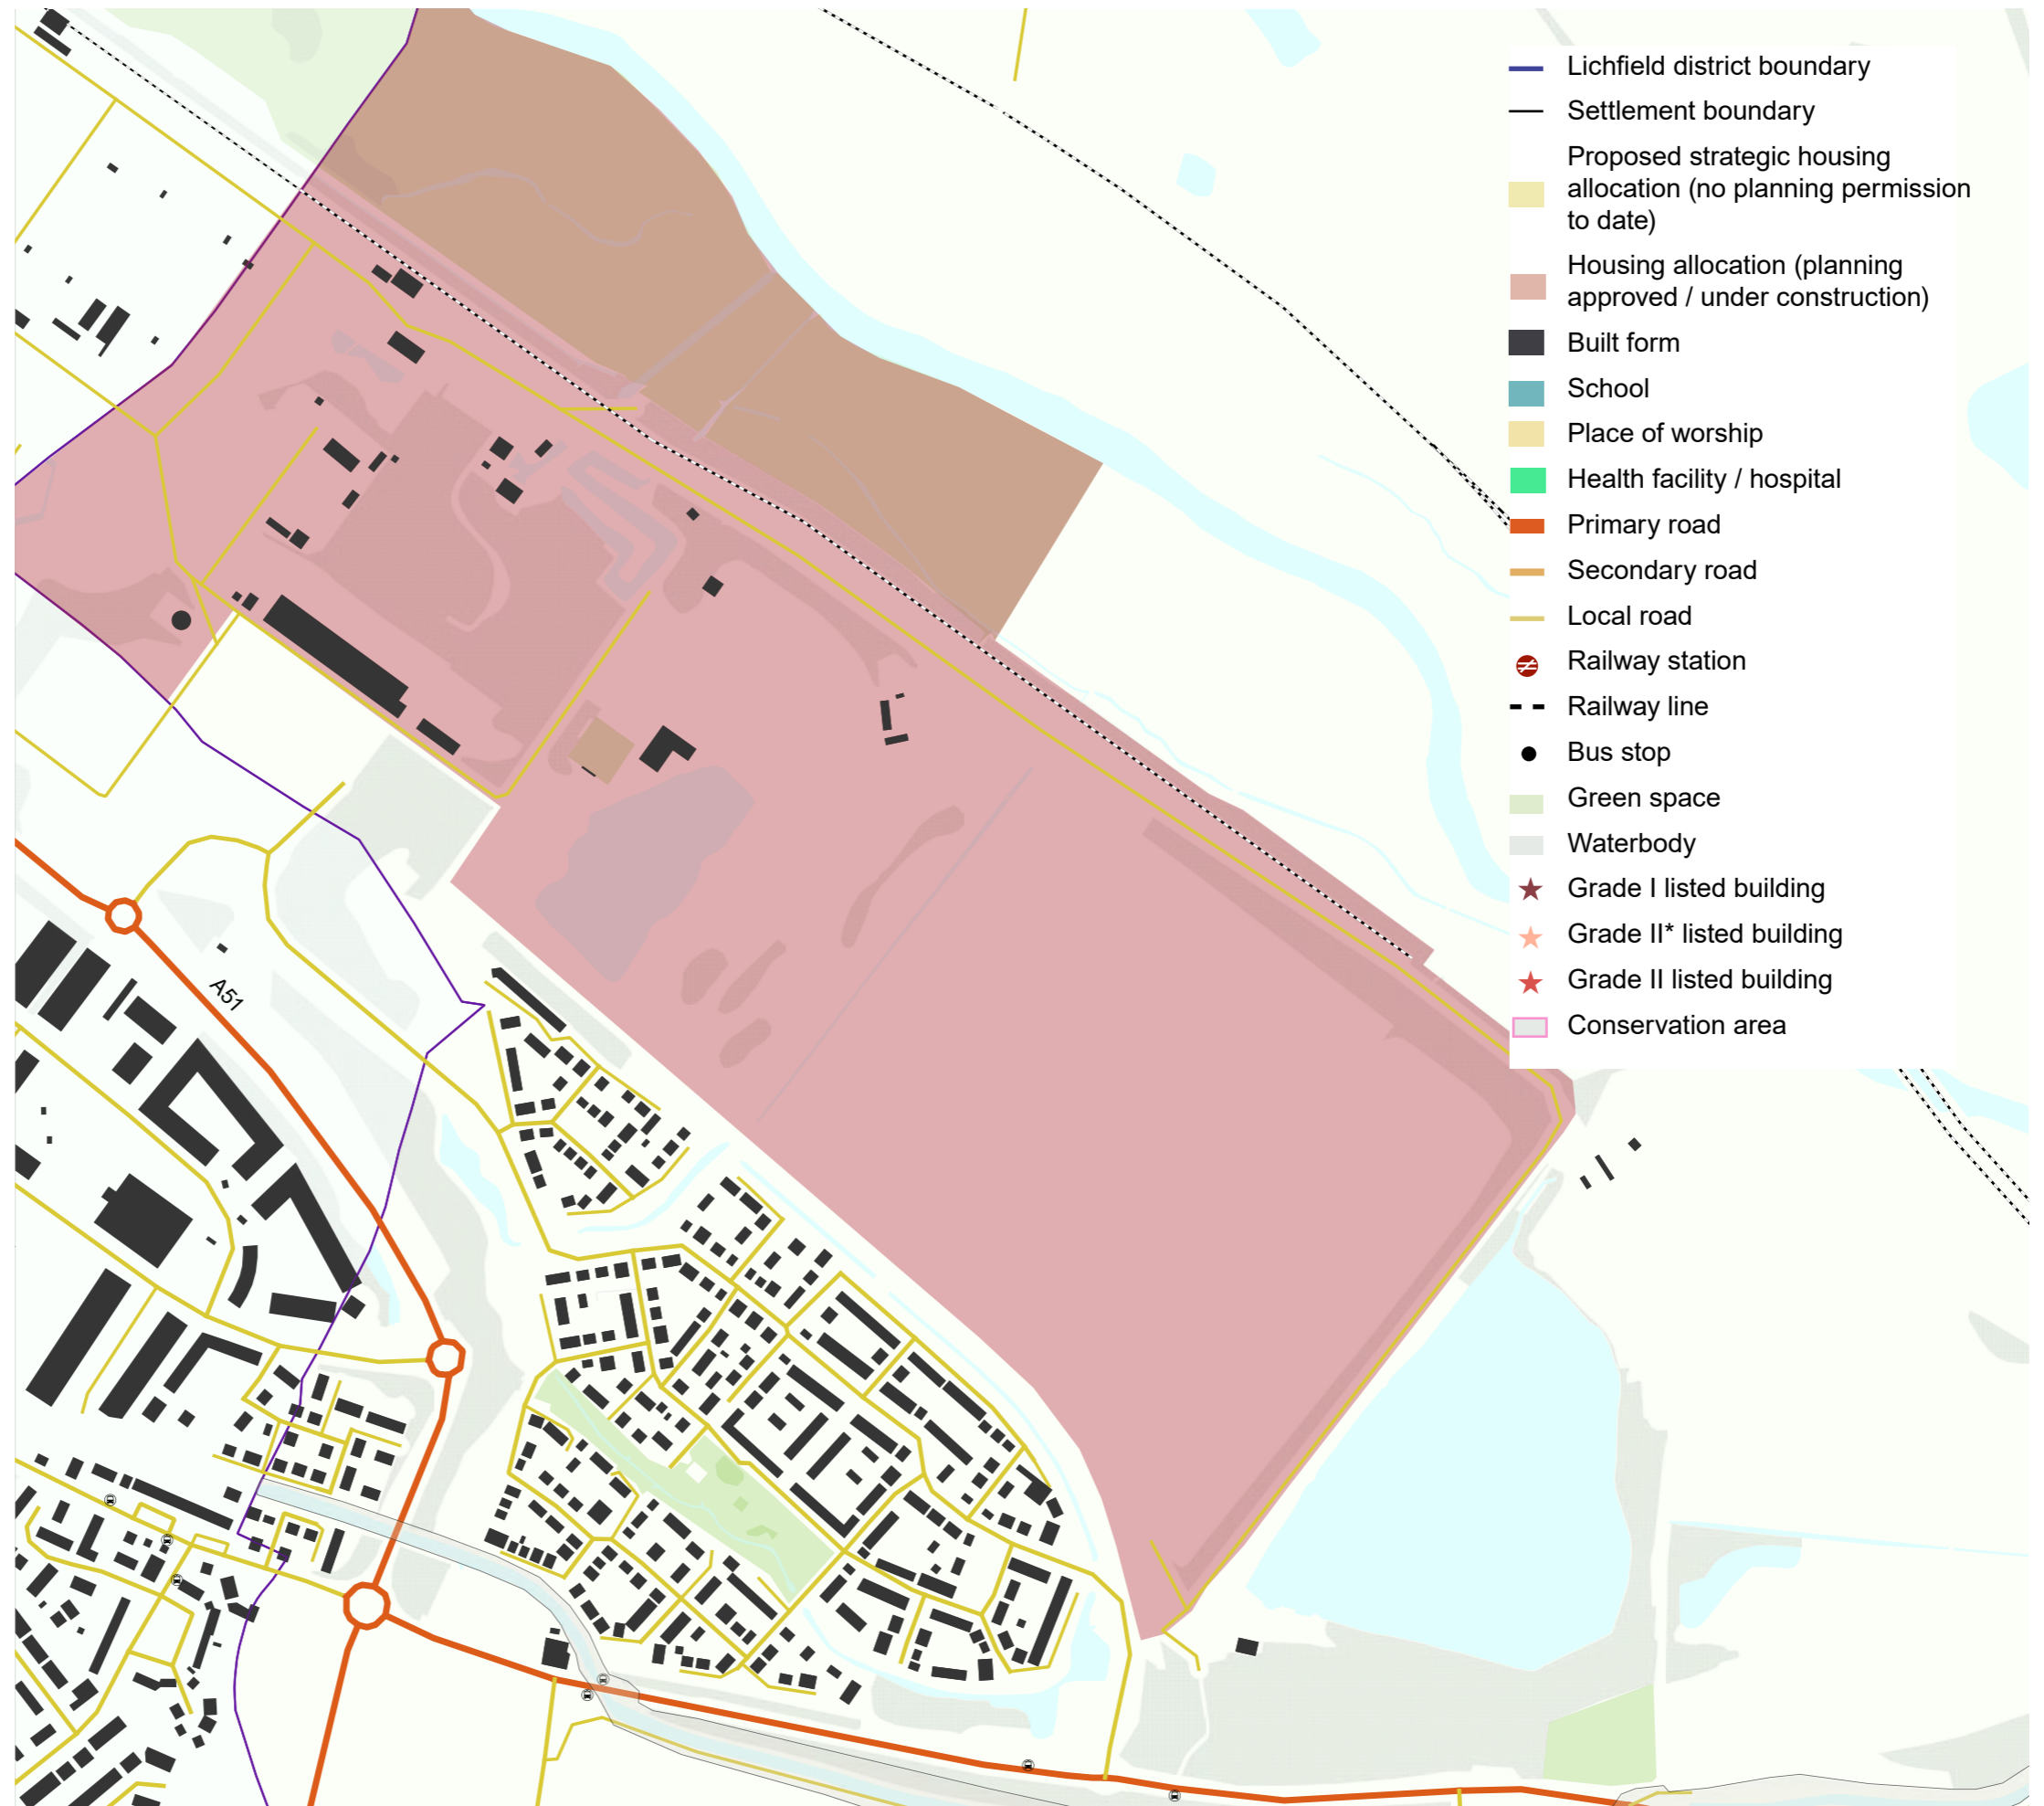 Lichfield district boundary
Settlement boundary
Proposed strategic housing
allocation (no planning permission
to date)
Housing allocation (planning
approved / under construction)
Built form
School
Place of worship
Health facility / hospital
Primary road
Secondary road
Local road
Railway station
Railway line
Bus stop
Green space
Waterbody
Grade I listed building
Grade II* listed building
Grade II listed building
Conservation area
A51